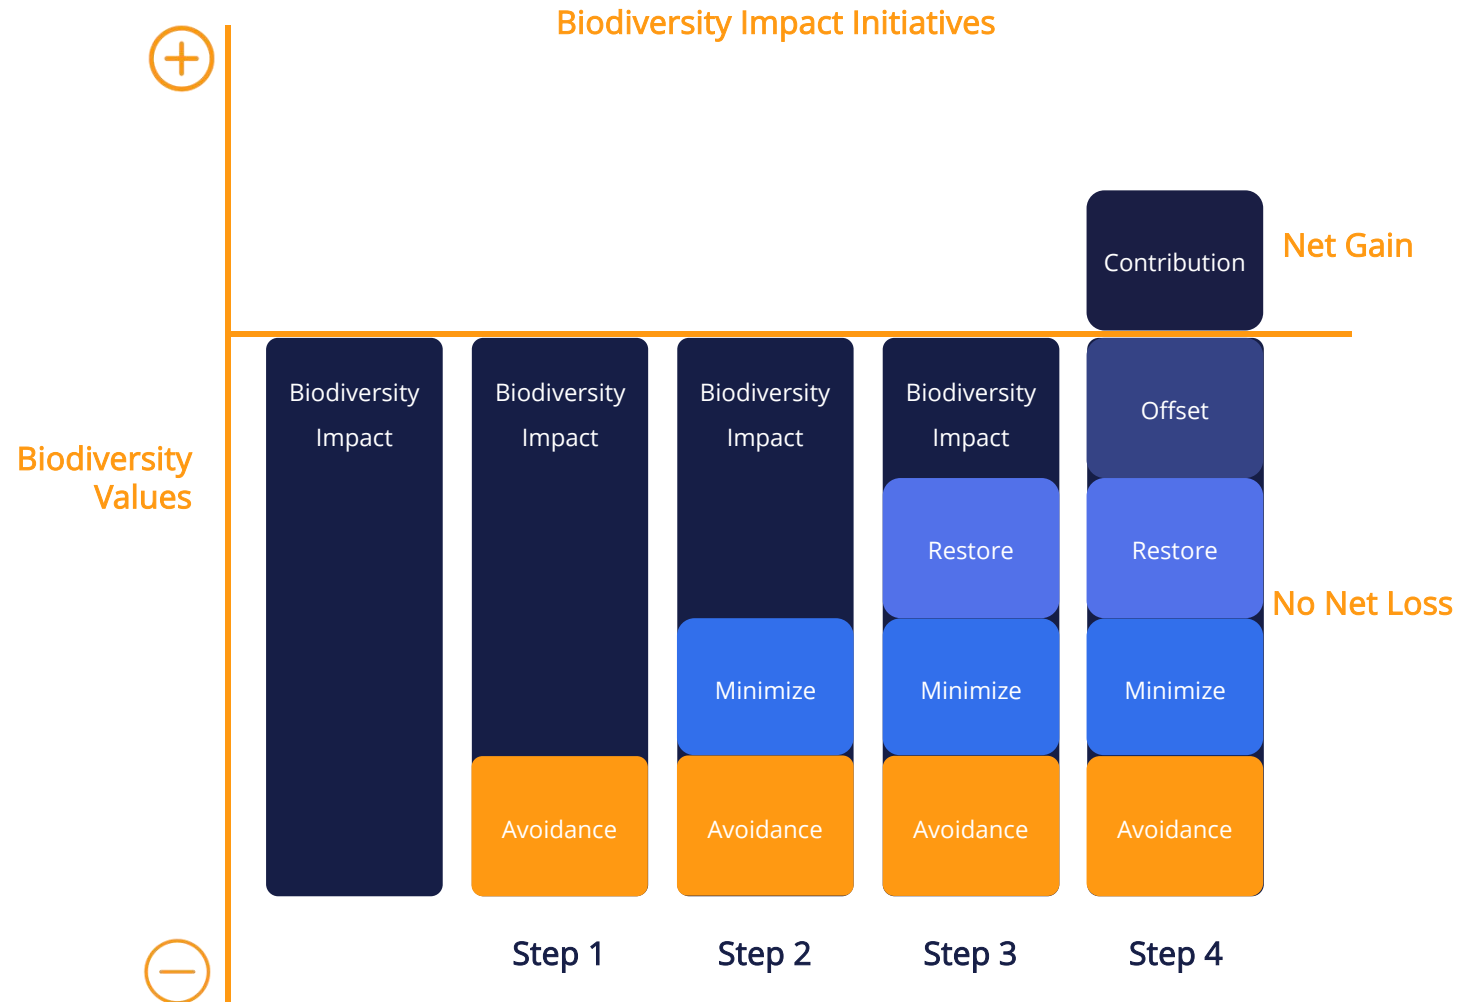 Biodiversity Impact Initiatives
Contribution
Net Gain
Biodiversity
Impact
Biodiversity
Impact
Biodiversity
Impact
Biodiversity
Impact
Offset
Biodiversity
Values
Restore
Restore
No Net Loss
Minimize
Minimize
Minimize
Avoidance
Avoidance
Avoidance
Avoidance
Step 1
Step 2
Step 3
Step 4